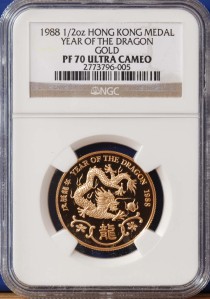 1988 1/2oz HONG KONG MEDAL
YEAR OF THE DRAGON
GOLD
PF 70 ULTRA CAMEO
2773796-005
NGC
YEAR OF THE DRAGON 1988
龍